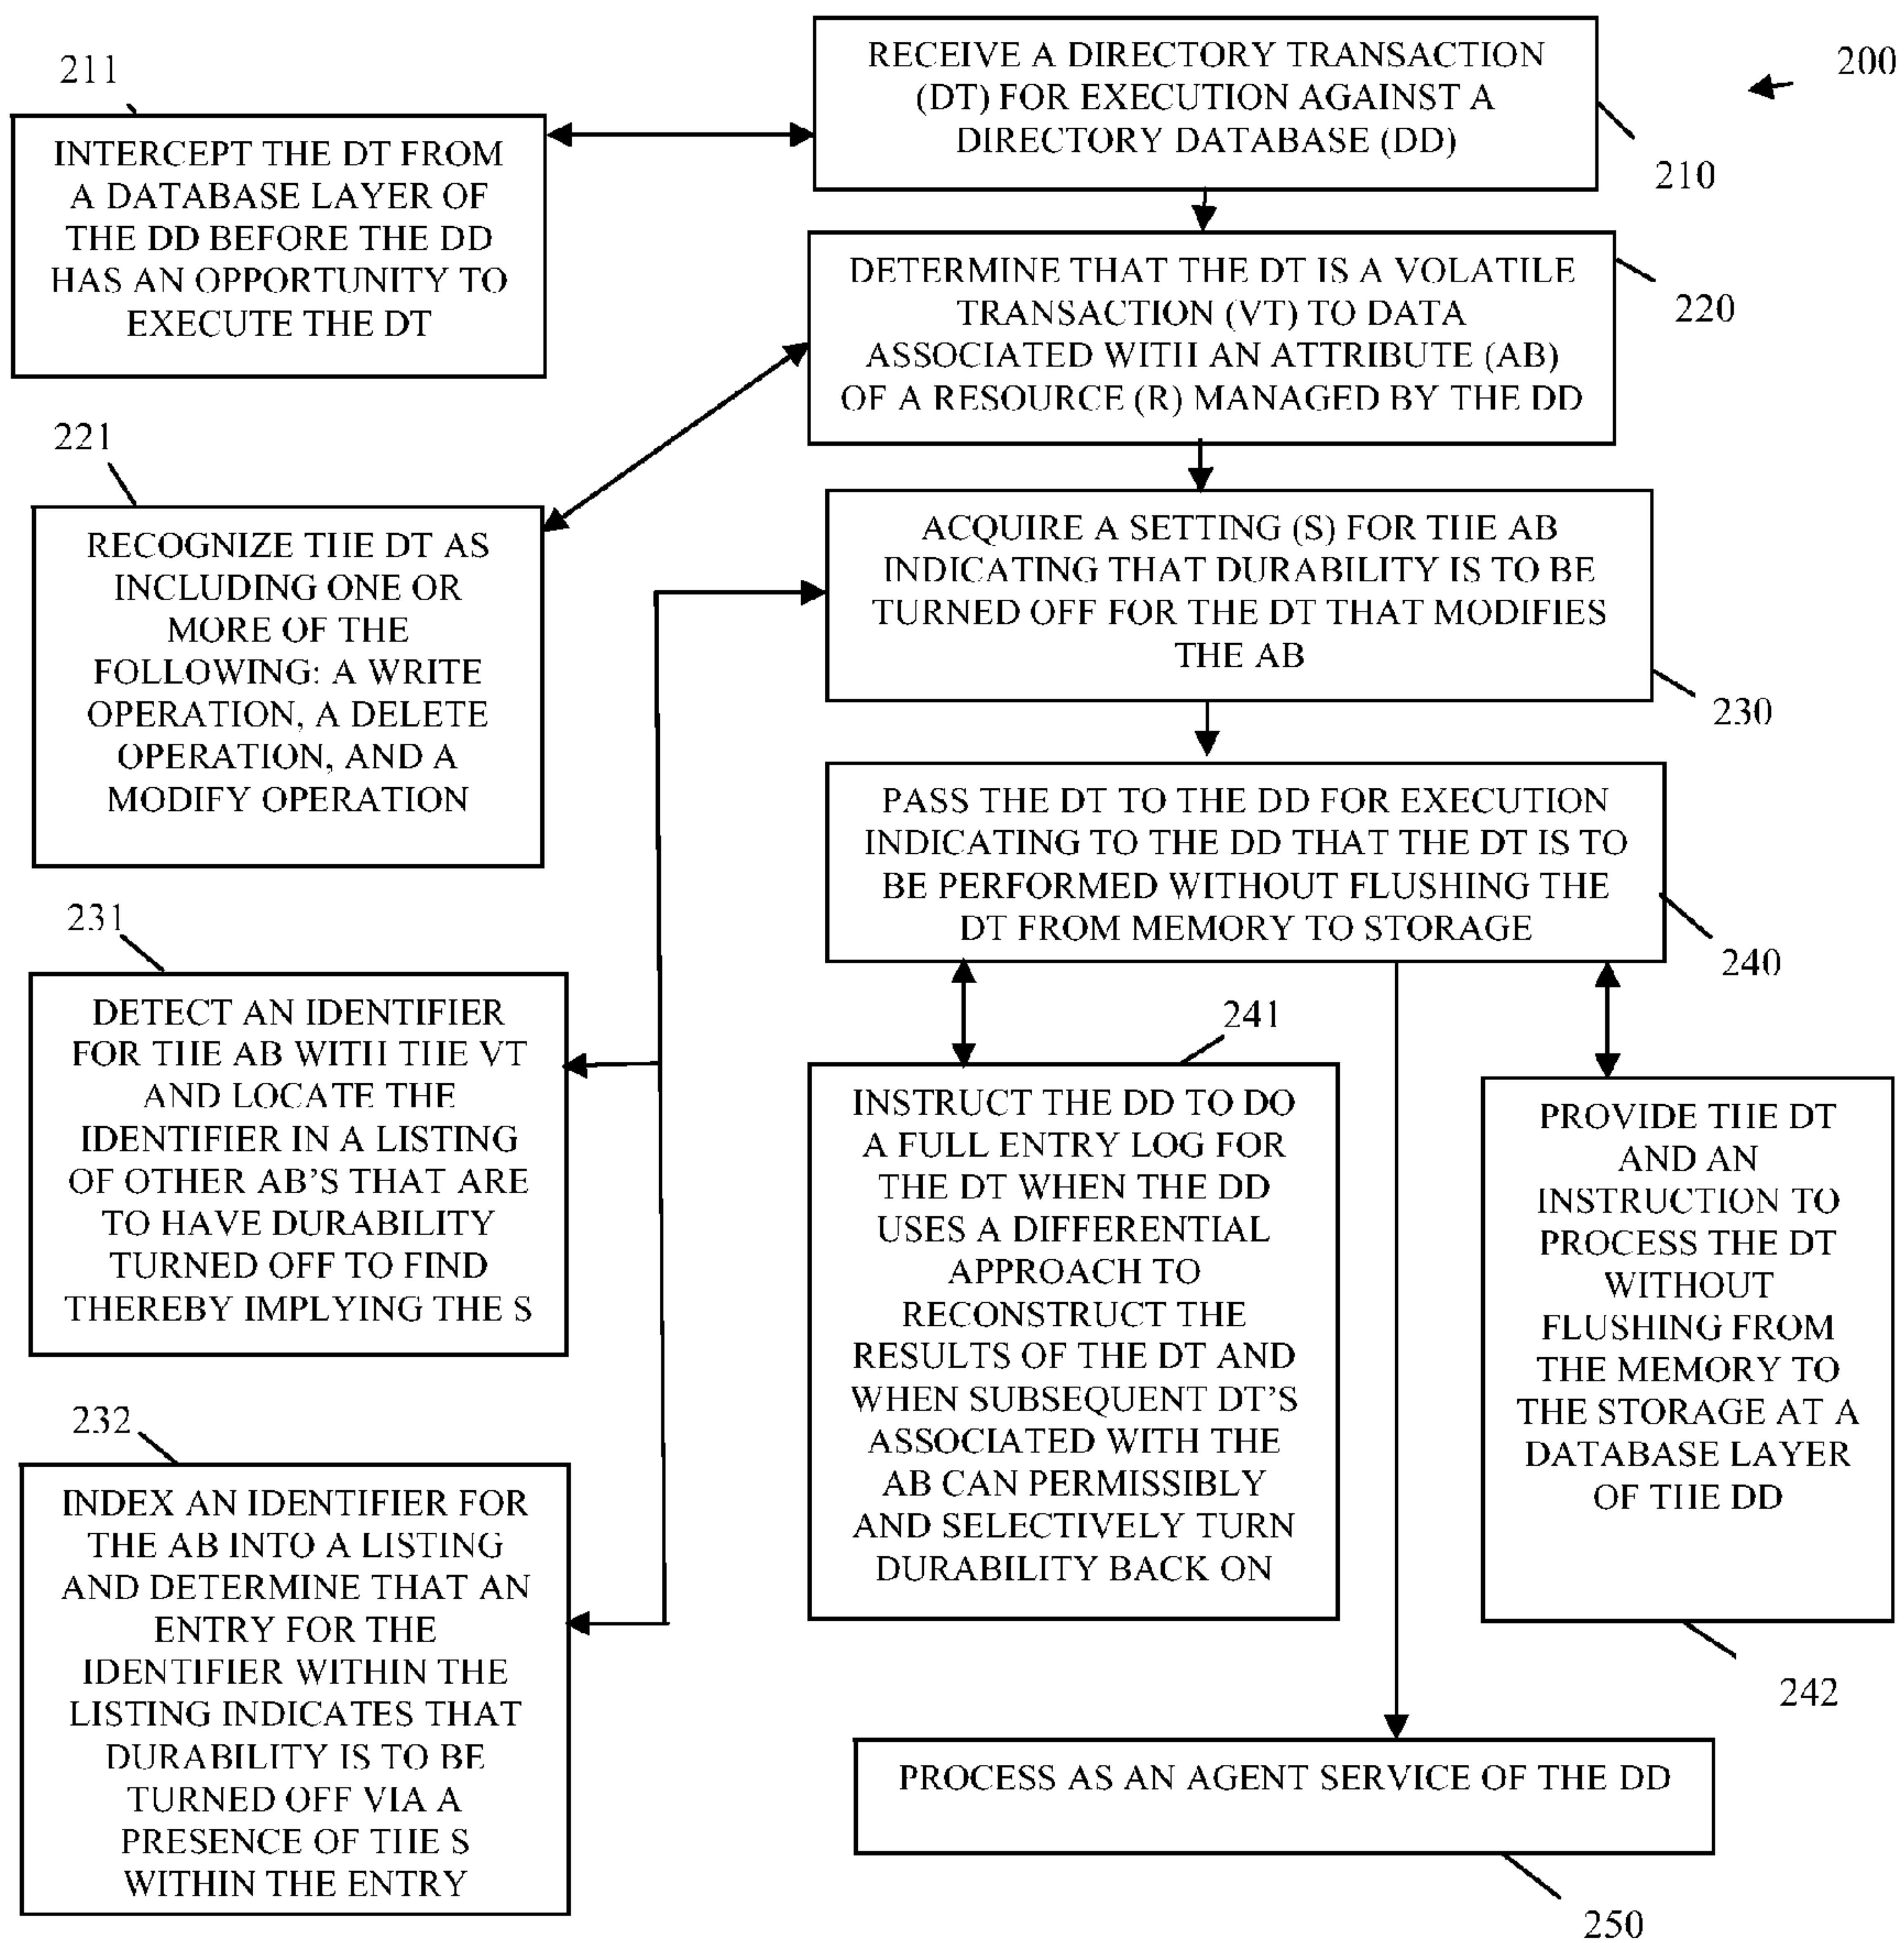 200
RECEIVE A DIRECTORY TRANSACTION
(DT) FOR EXECUTION AGAINST A
DIRECTORY DATABASE (DD)
210
211
INTERCEPT THE DT FROM
A DATABASE LAYER OF
THE DD BEFORE THE DD
HAS AN OPPORTUNITY TO
EXECUTE THE DT
DETERMINE THAT THE DT IS A VOLATILE
TRANSACTION (VT) TO DATA
ASSOCIATED WITH AN ATTRIBUTE (AB)
OF A RESOURCE (R) MANAGED BY THE DD
220
221
RECOGNIZE THE DT AS
INCLUDING ONE OR
MORE OF THE
FOLLOWING: A WRITE
OPERATION, A DELETE
OPERATION, AND A
MODIFY OPERATION
ACQUIRE A SETTING (S) FOR THE AB
INDICATING THAT DURABILITY IS TO BE
TURNED OFF FOR THE DT THAT MODIFIES
THE AB
230
231
DETECT AN IDENTIFIER
FOR THE AB WITH THE VT
AND LOCATE THE
IDENTIFIER IN A LISTING
OF OTHER AB'S THAT ARE
TO HAVE DURABILITY
TURNED OFF TO FIND
THEREBY IMPLYING THE S
232
INDEX AN IDENTIFIER FOR
THE AB INTO A LISTING
AND DETERMINE THAT AN
ENTRY FOR THE
IDENTIFIER WITHIN THE
LISTING INDICATES THAT
DURABILITY IS TO BE
TURNED OFF VIA A
PRESENCE OF THE S
WITHIN THE ENTRY
PASS THE DT TO THE DD FOR EXECUTION
INDICATING TO THE DD THAT THE DT IS TO
BE PERFORMED WITHOUT FLUSHING THE
DT FROM MEMORY TO STORAGE
240
241
INSTRUCT THE DD TO DO
A FULL ENTRY LOG FOR
THE DT WHEN THE DD
USES A DIFFERENTIAL
APPROACH TO
RECONSTRUCT THE
RESULTS OF THE DT AND
WHEN SUBSEQUENT DT'S
ASSOCIATED WITH THE
AB CAN PERMISSIBLY
AND SELECTIVELY TURN
DURABILITY BACK ON
PROVIDE THE DT
AND AN
INSTRUCTION TO
PROCESS THE DT
WITHOUT
FLUSHING FROM
THE MEMORY TO
THE STORAGE AT A
DATABASE LAYER
OF THE DD
242
PROCESS AS AN AGENT SERVICE OF THE DD
250